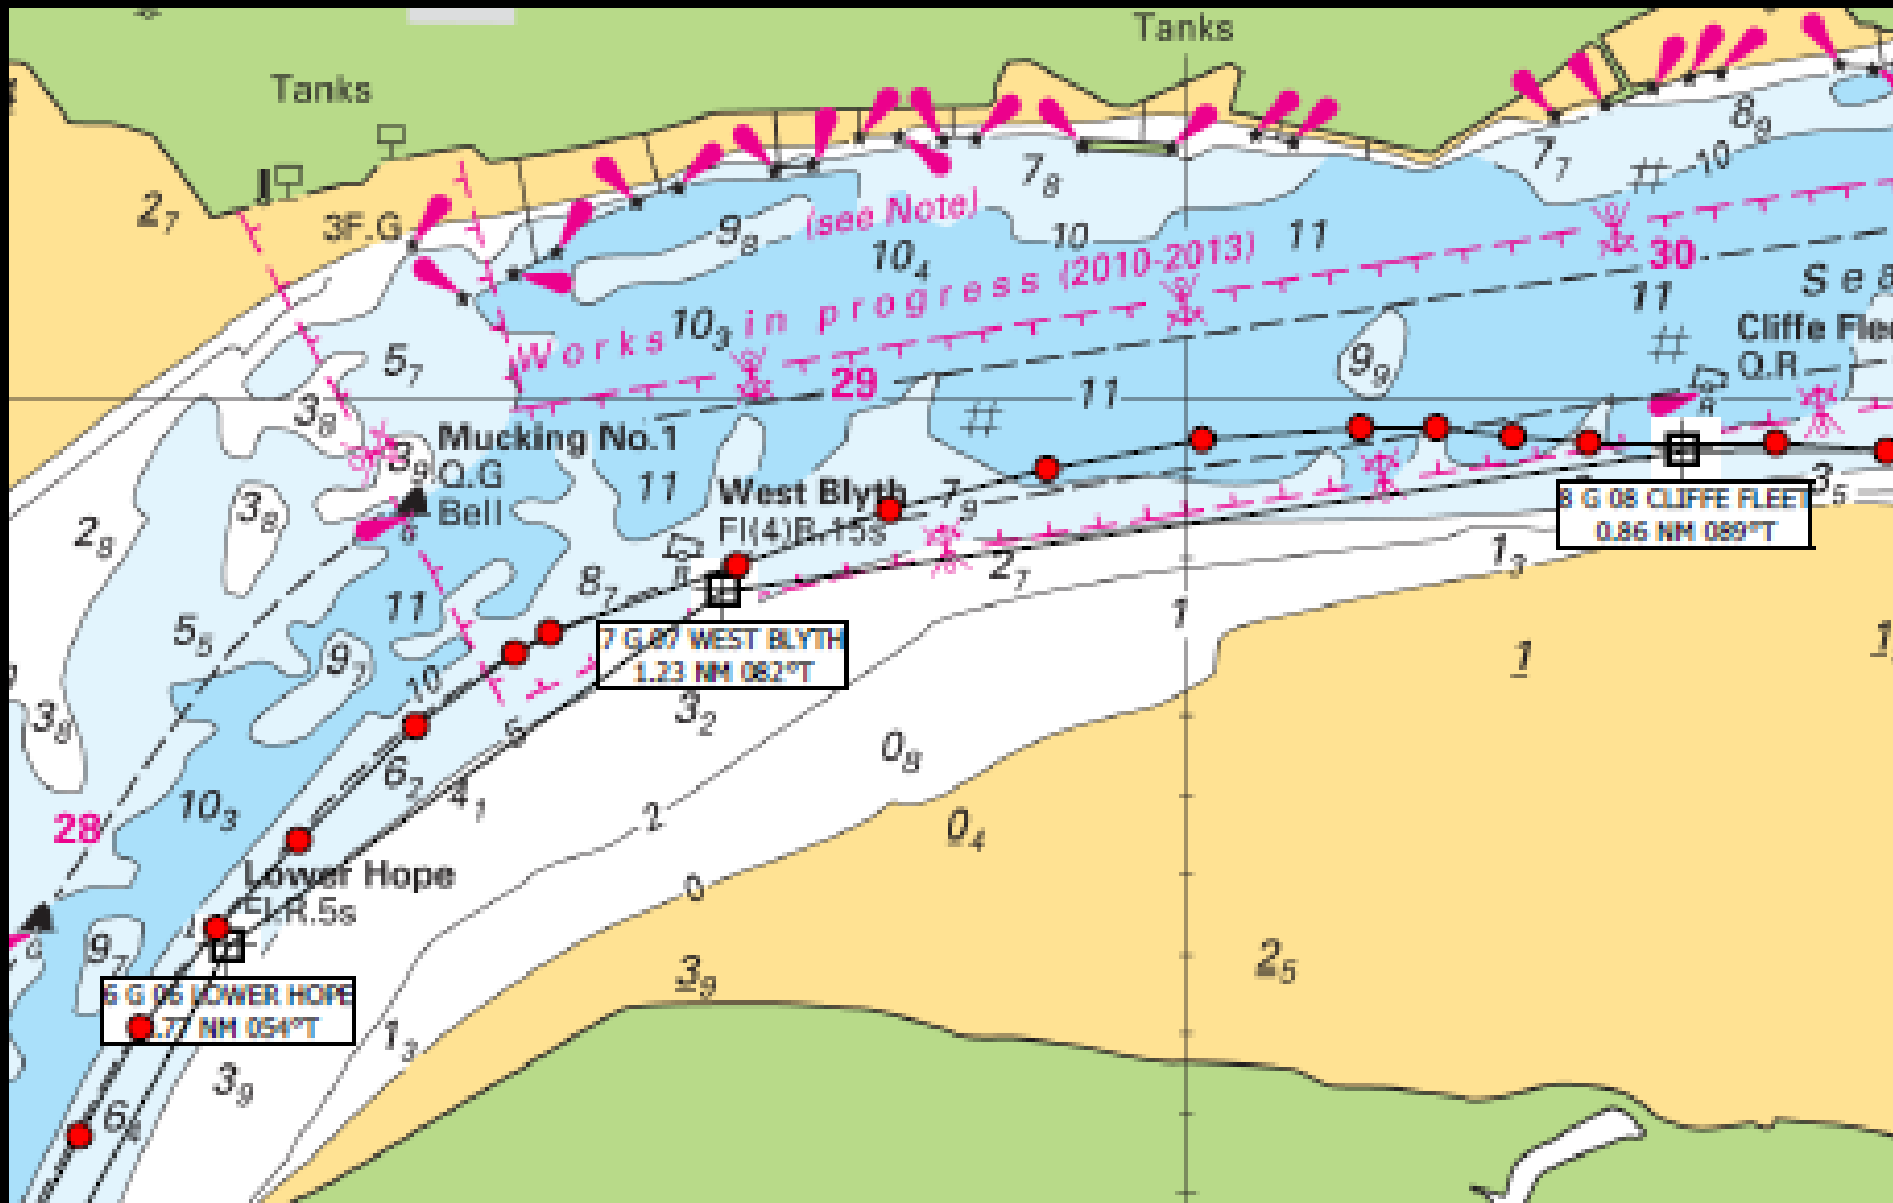 Tanks
Tanks
2₇
3F.G
9₈
(see Note)
7₈
10
10₄
11
7₇
8₉
10
30
11
Works in progress (2010-2013)
10₃
29
5₇
3₈
3₉
Mucking No.1
Q.G
Bell
11
11
9₉
Cliffe
Q.R
West Blyth
Fl(4)R.15s
7₉
2₇
3₅
8 G 08 CLIFFE FLEET
0.86 NM 089°T
1₃
2₈
3₈
11
8₇
5₅
9₇
10
7 G 07 WEST BLYTH
1.23 NM 082°T
3₂
1
1
3₈
5
6₂
4₁
0₈
28
10₃
2
0₄
Lower Hope
Fl.R.5s
0
9₇
3₉
2₅
6 G 06 LOWER HOPE
NM 054°T
1₃
3₉